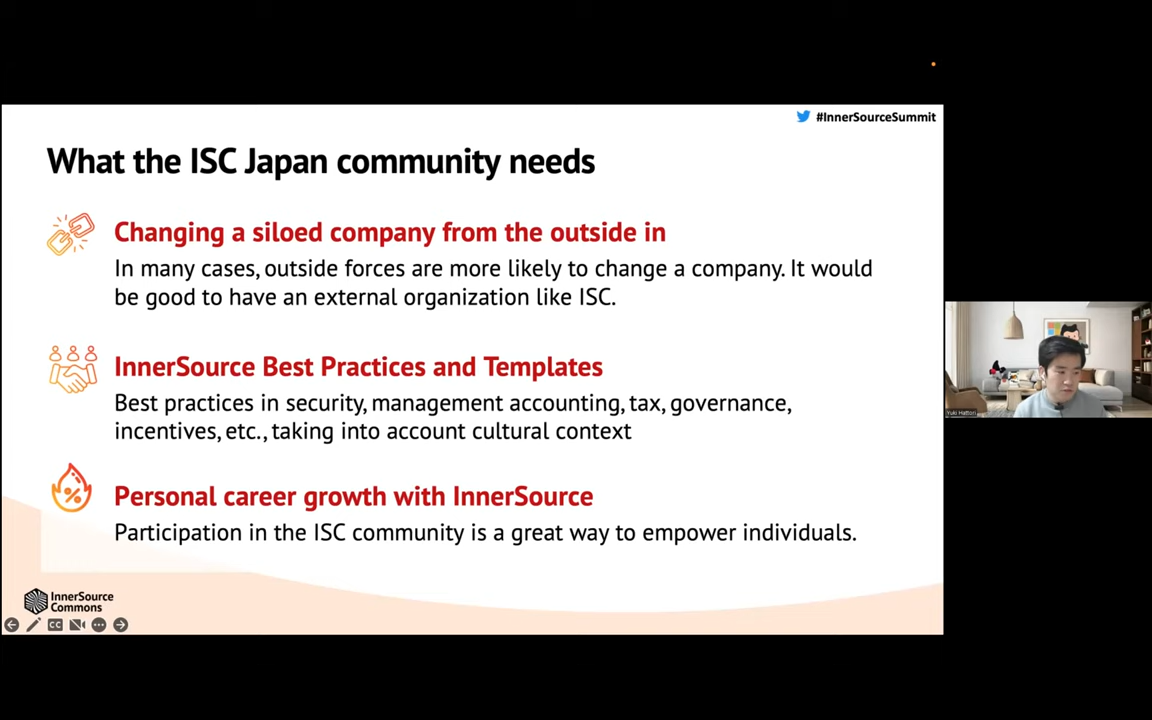 #InnerSourceSummit
What the ISC Japan community needs
Changing a siloed company from the outside in
In many cases, outside forces are more likely to change a company. It would
be good to have an external organization like ISC.
InnerSource Best Practices and Templates
Best practices in security, management accounting, tax, governance,
incentives, etc., taking into account cultural context
Personal career growth with InnerSource
Participation in the ISC community is a great way to empower individuals.
InnerSource
Commons
CC
Yuki Hattori